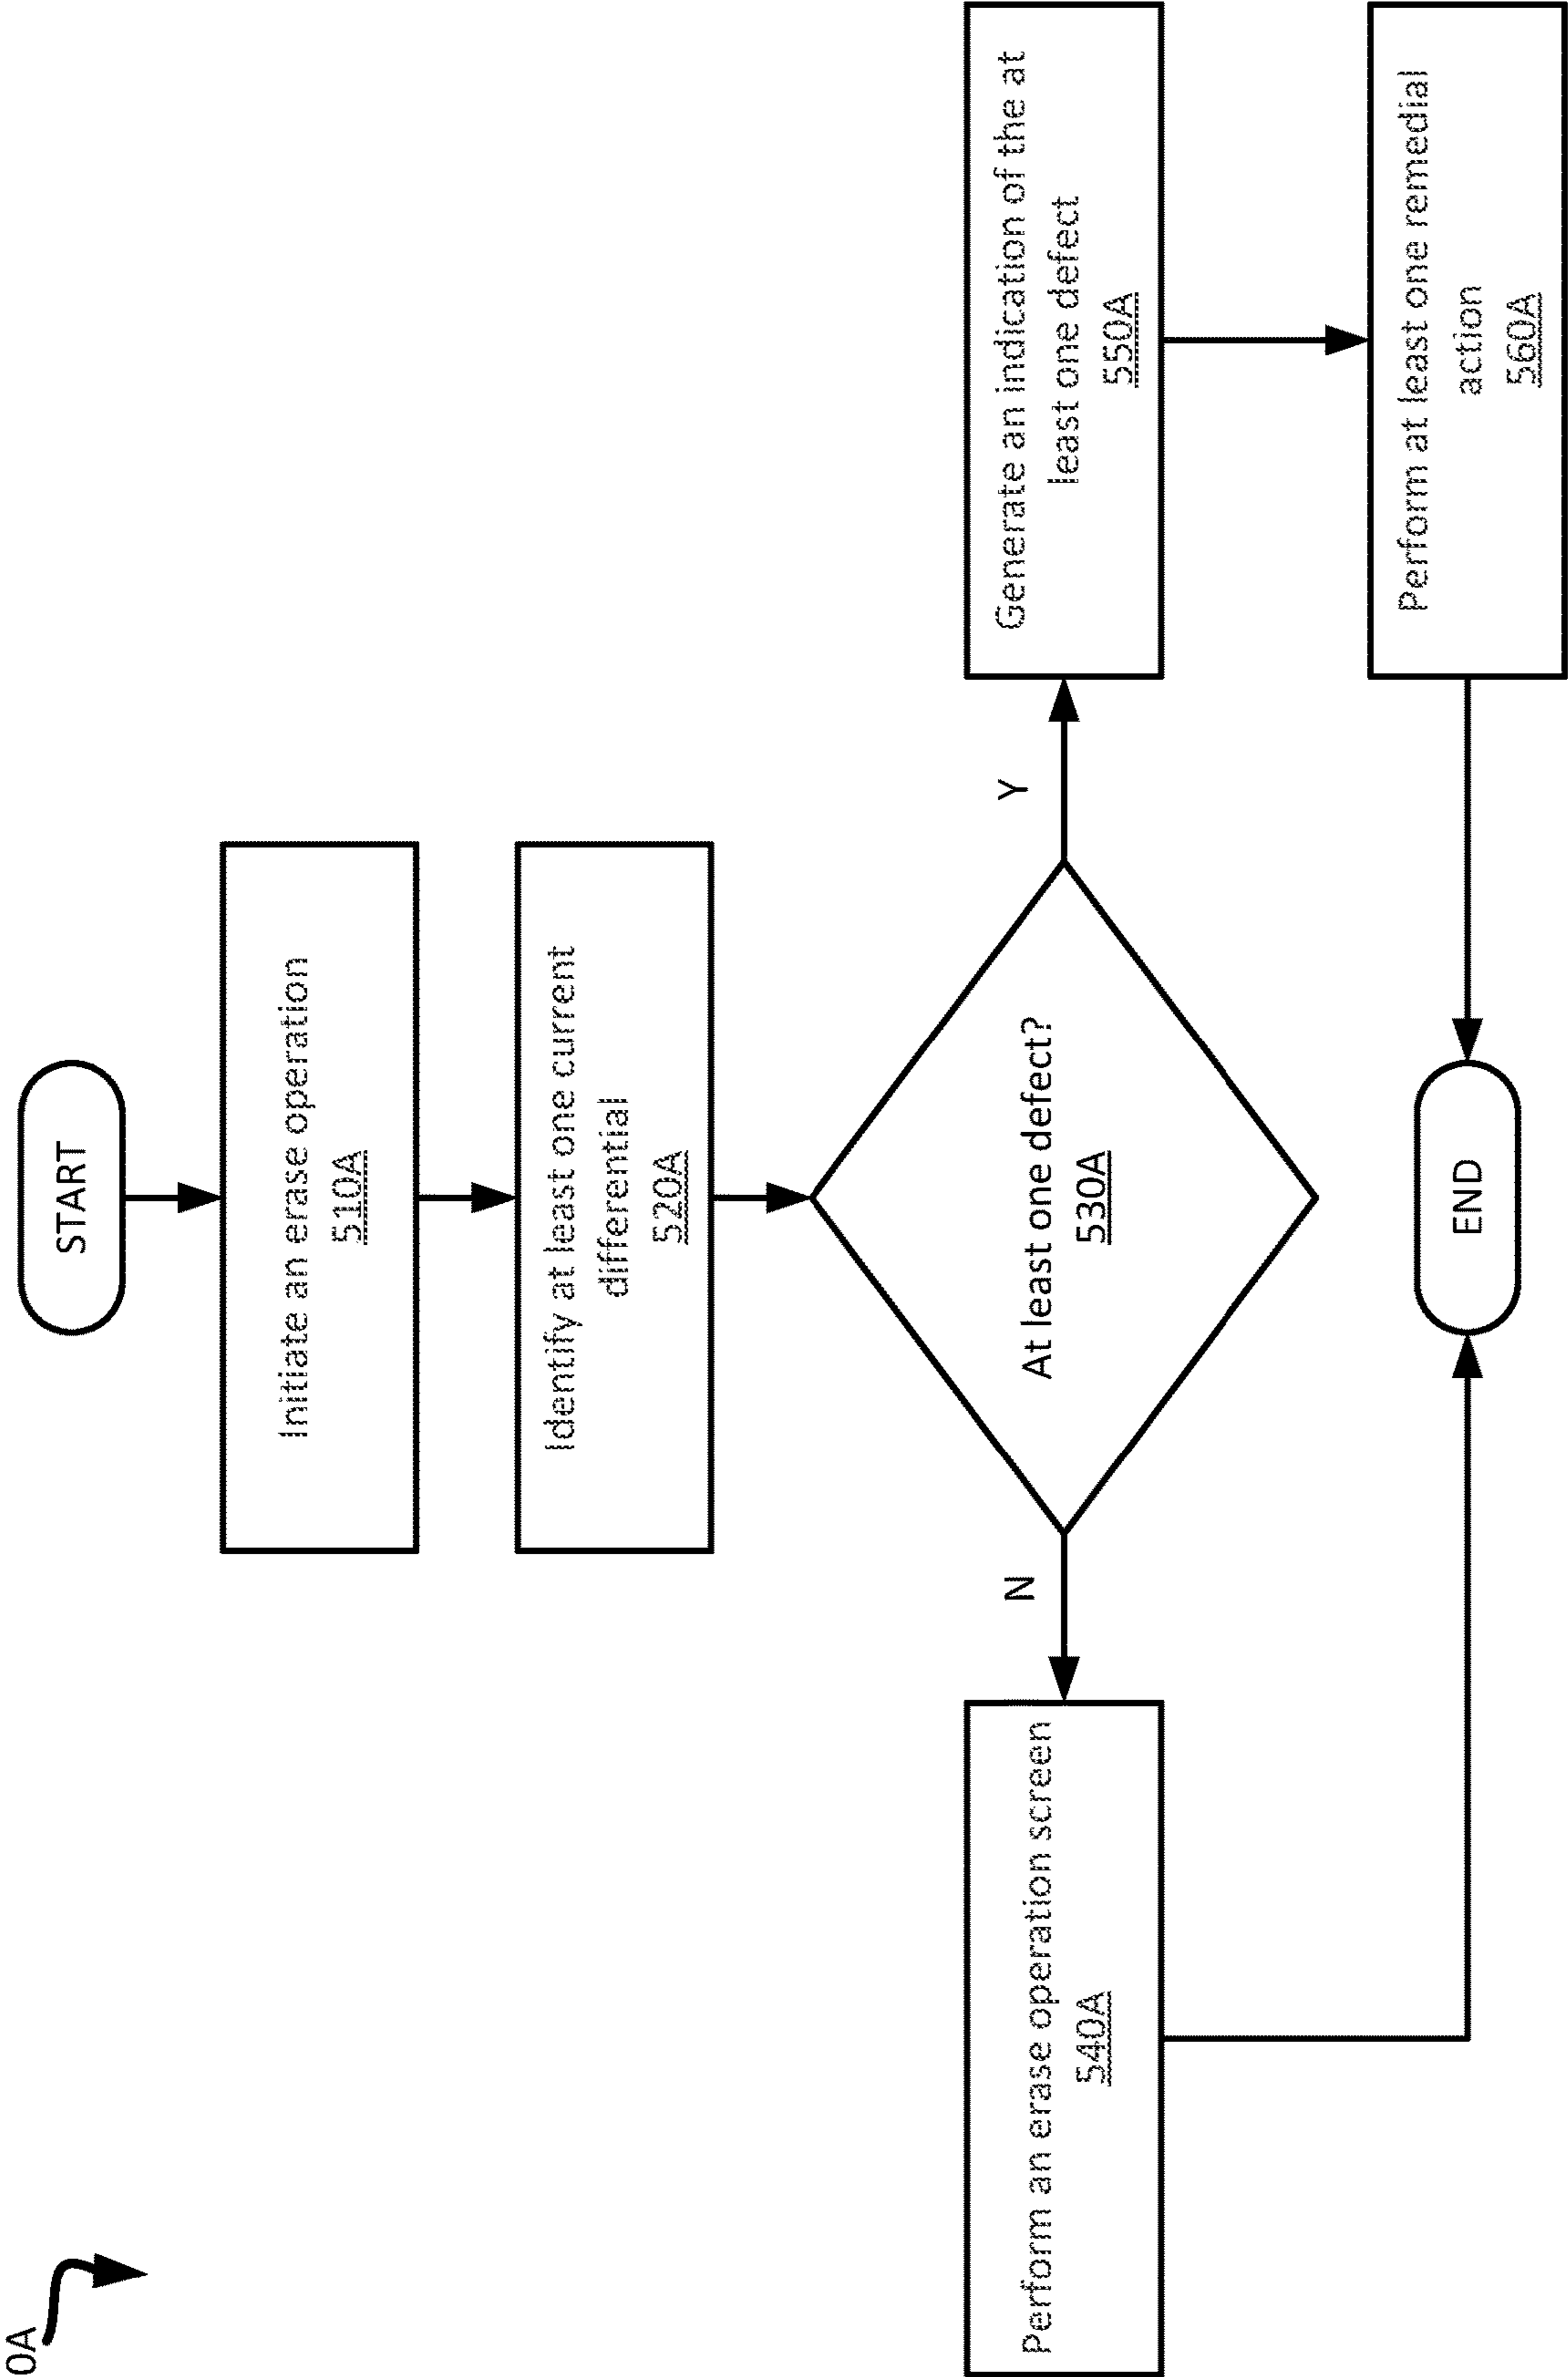 0A
START
Initiate an erase operation
510A
Identify at least one current
differential
520A
At least one defect?
530A
N
Y
Perform an erase operation screen
540A
Generate an indication of the at
least one defect
550A
Perform at least one remedial
action
560A
END